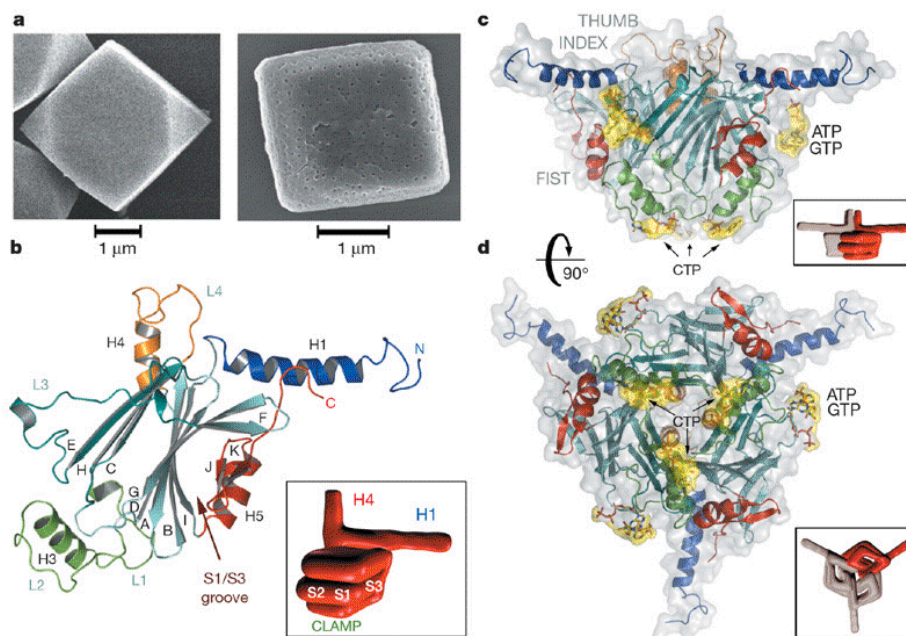 a
1 μm
1 μm
b
L4
H4
H1
N
L3
C
F
E
K
H
C
J
G
D
A
I
B
H5
H3
L2
L1
S1/S3
groove
H4
H1
S2 S1 S3
CLAMP
c
THUMB
INDEX
ATP
GTP
FIST
CTP
d
90°
CTP
ATP
GTP